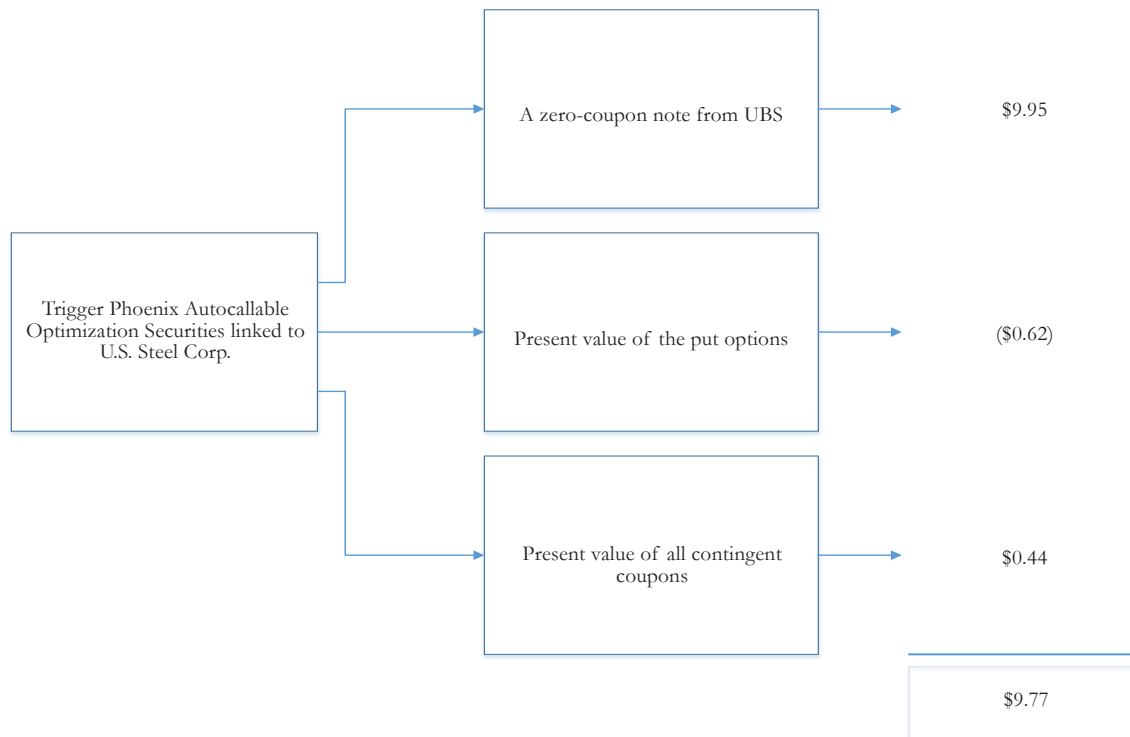 A zero-coupon note from UBS
$9.95
Trigger Phoenix Autocallable
Optimization Securities linked to
U.S. Steel Corp.
Present value of the put options
($0.62)
Present value of all contingent
coupons
$0.44
$9.77